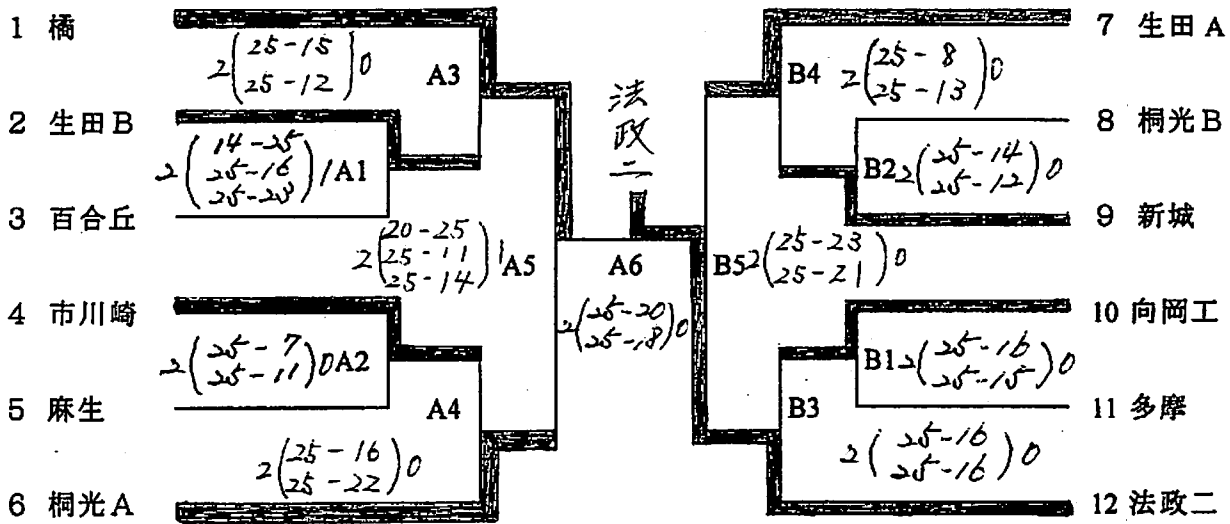 1 橘
2(25-15
25-12)0
A3
2 生田B
2(14-25
25-16
25-23)1
A1
3 百合丘
2(20-25
25-11
25-14)1
A5
4 市川崎
2(25-7
25-11)0
A2
5 麻生
A4
2(25-16
25-22)0
6 桐光A
法政二
A6
2(25-20
25-18)0
7 生田A
B4
2(25-8
25-13)0
8 桐光B
B2
2(25-14
25-12)0
9 新城
B5
2(25-23
25-21)0
10 向岡工
B1
2(25-16
25-15)0
11 多摩
B3
2(25-16
25-16)0
12 法政二